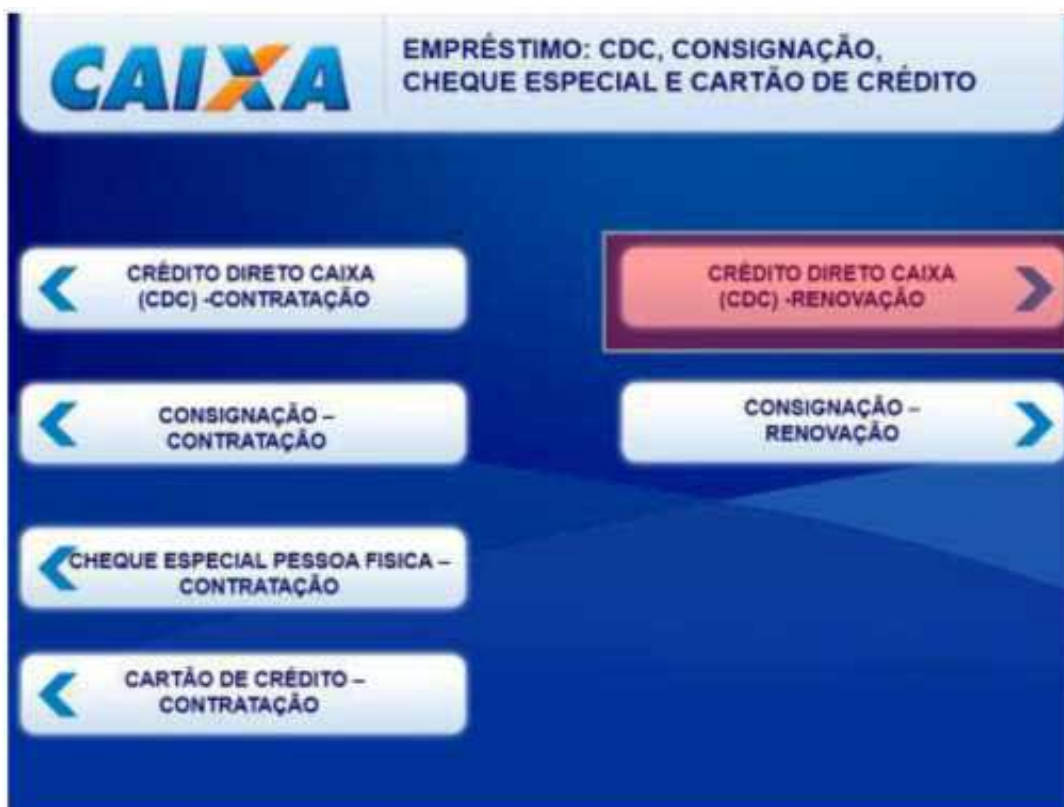 CAIXA
EMPRÉSTIMO: CDC, CONSIGNAÇÃO,
CHEQUE ESPECIAL E CARTÃO DE CRÉDITO
CRÉDITO DIRETO CAIXA
(CDC) -CONTRATAÇÃO
CRÉDITO DIRETO CAIXA
(CDC) -RENOVAÇÃO
CONSIGNAÇÃO –
CONTRATAÇÃO
CONSIGNAÇÃO –
RENOVAÇÃO
CHEQUE ESPECIAL PESSOA FISICA –
CONTRATAÇÃO
CARTÃO DE CRÉDITO –
CONTRATAÇÃO